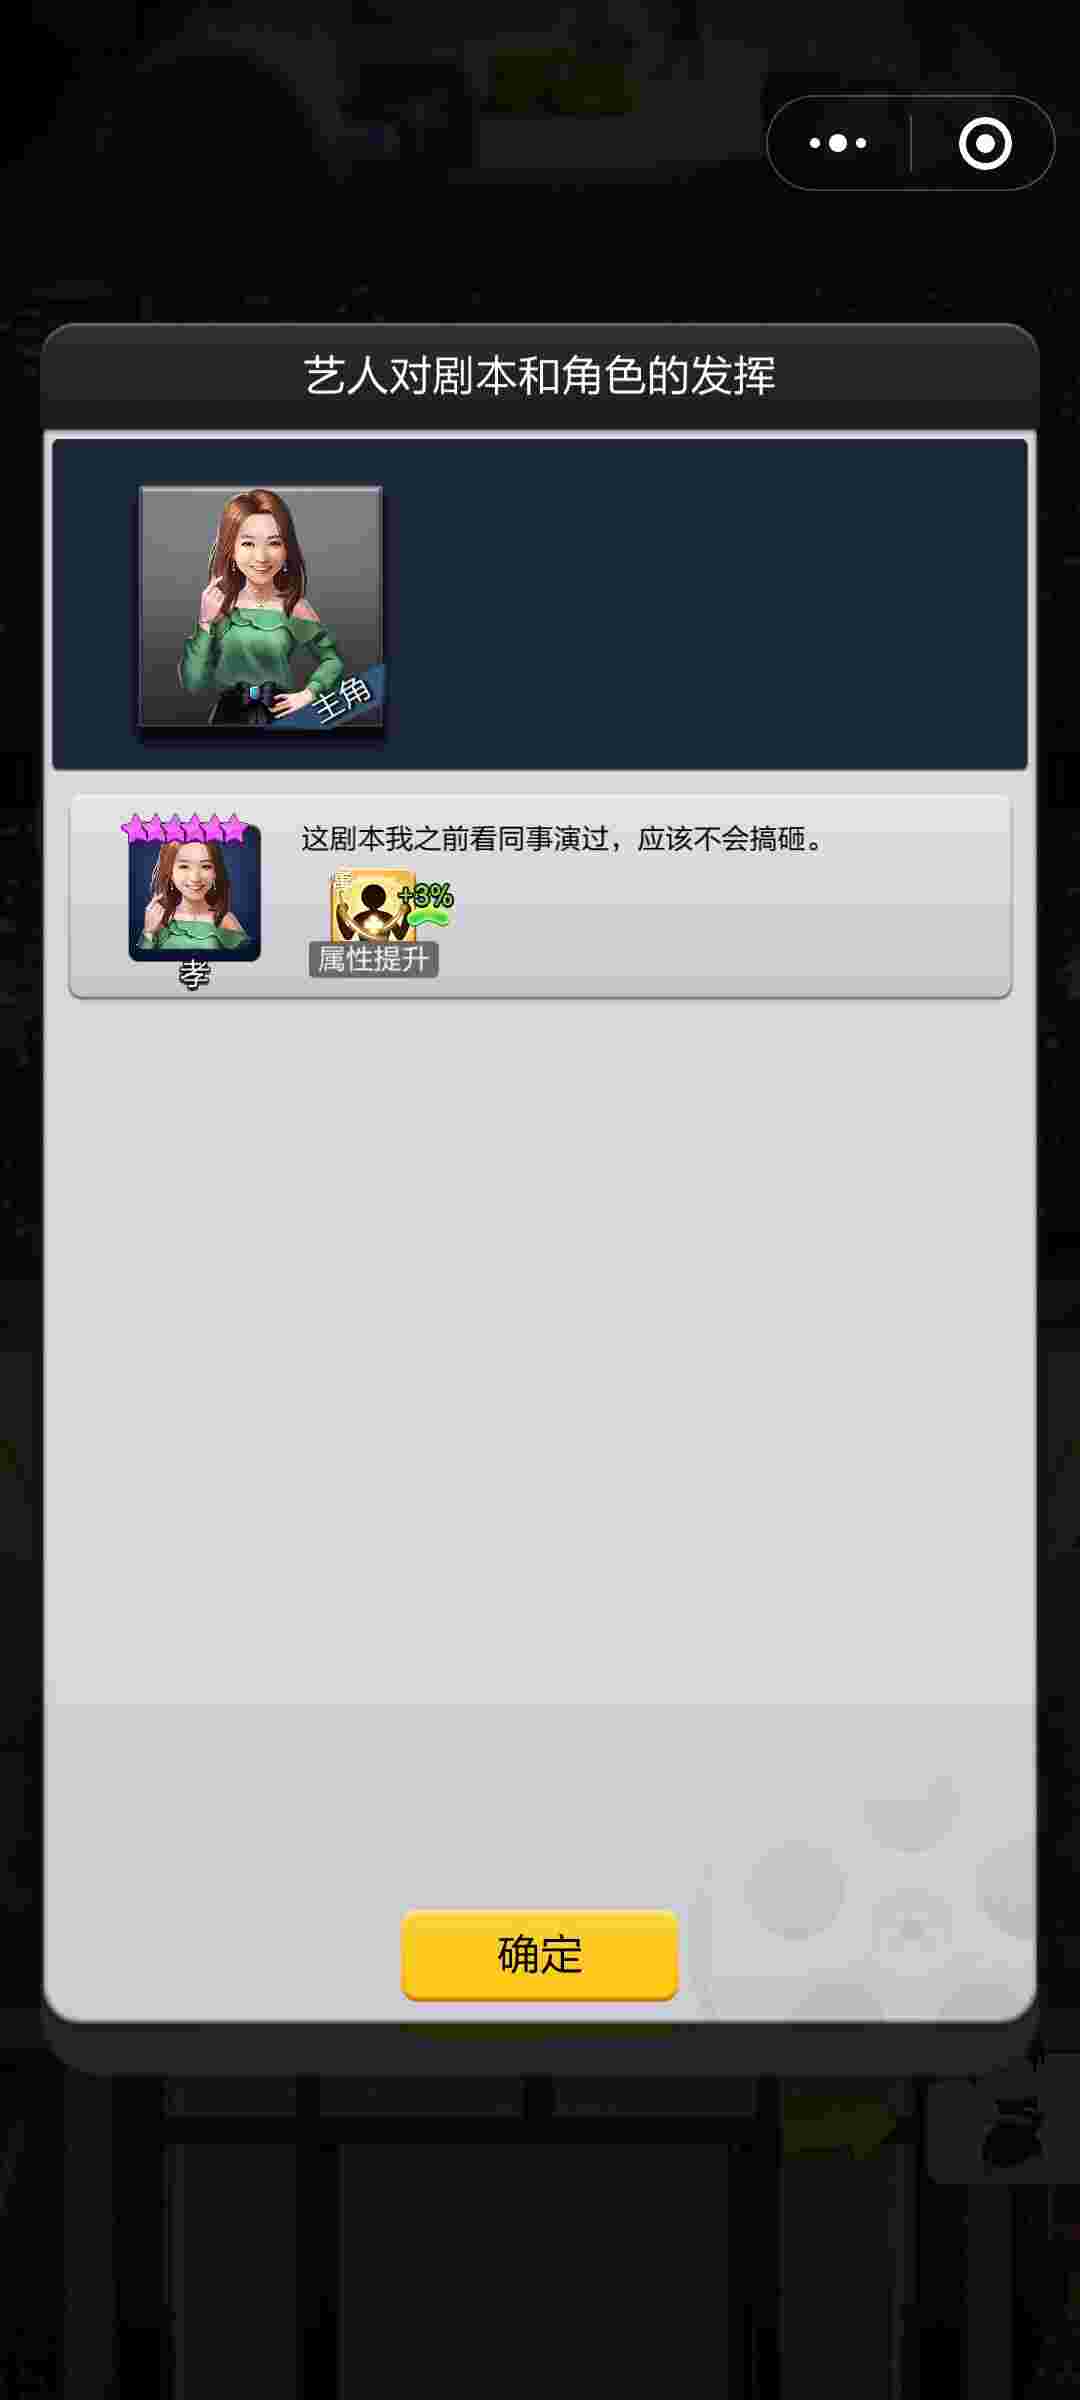 艺人对剧本和角色的发挥
主角
这剧本我之前看同事演过，应该不会搞砸。
+3%
属性提升
孝
确定